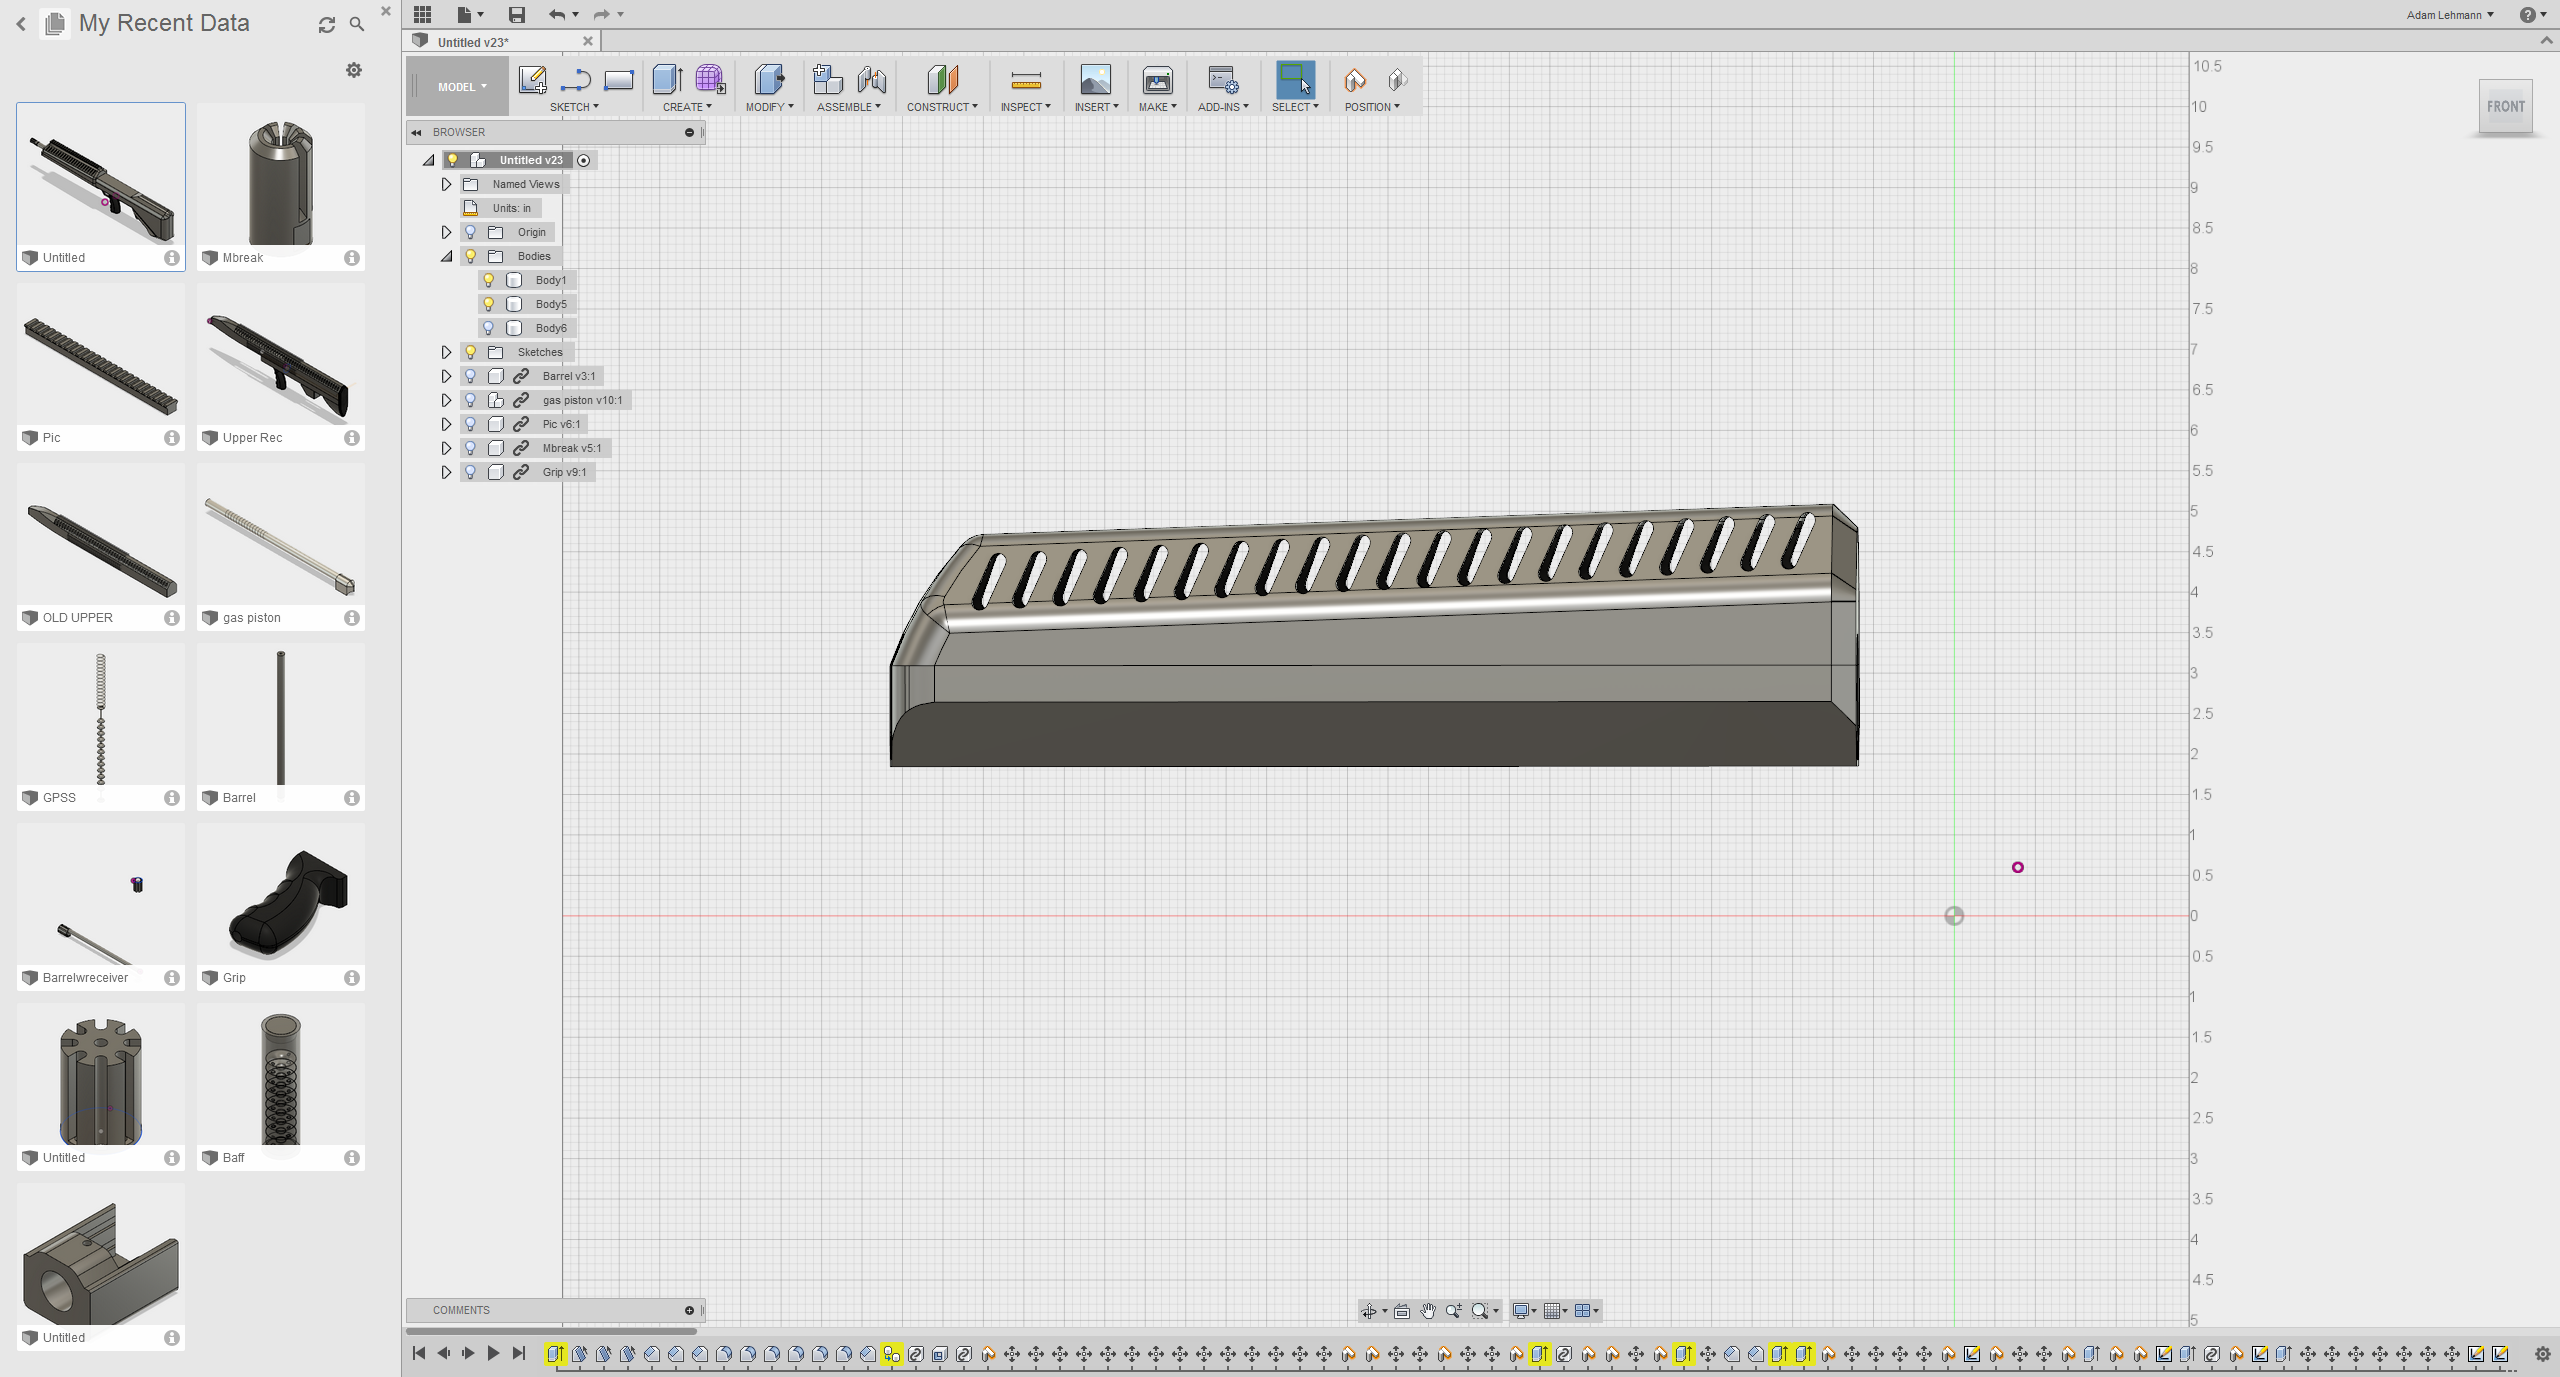 My Recent Data
Untitled
Mbreak
Pic
Upper Rec
OLD UPPER
gas piston
GPSS
Barrel
Barrelwreceiver
Grip
Untitled
Baff
Untitled
Adam Lehmann
Untitled v23*
MODEL
SKETCH
CREATE
MODIFY
ASSEMBLE
CONSTRUCT
INSPECT
INSERT
MAKE
ADD-INS
SELECT
POSITION
BROWSER
Untitled v23
Named Views
Units: in
Origin
Bodies
Body1
Body5
Body6
Sketches
Barrel v3:1
gas piston v10:1
Pic v6:1
Mbreak v5:1
Grip v9:1
FRONT
10.5
10
9.5
9
8.5
8
7.5
7
6.5
6
5.5
5
4.5
4
3.5
3
2.5
2
1.5
1
0.5
0
0.5
1
1.5
2
2.5
3
3.5
4
4.5
5
COMMENTS